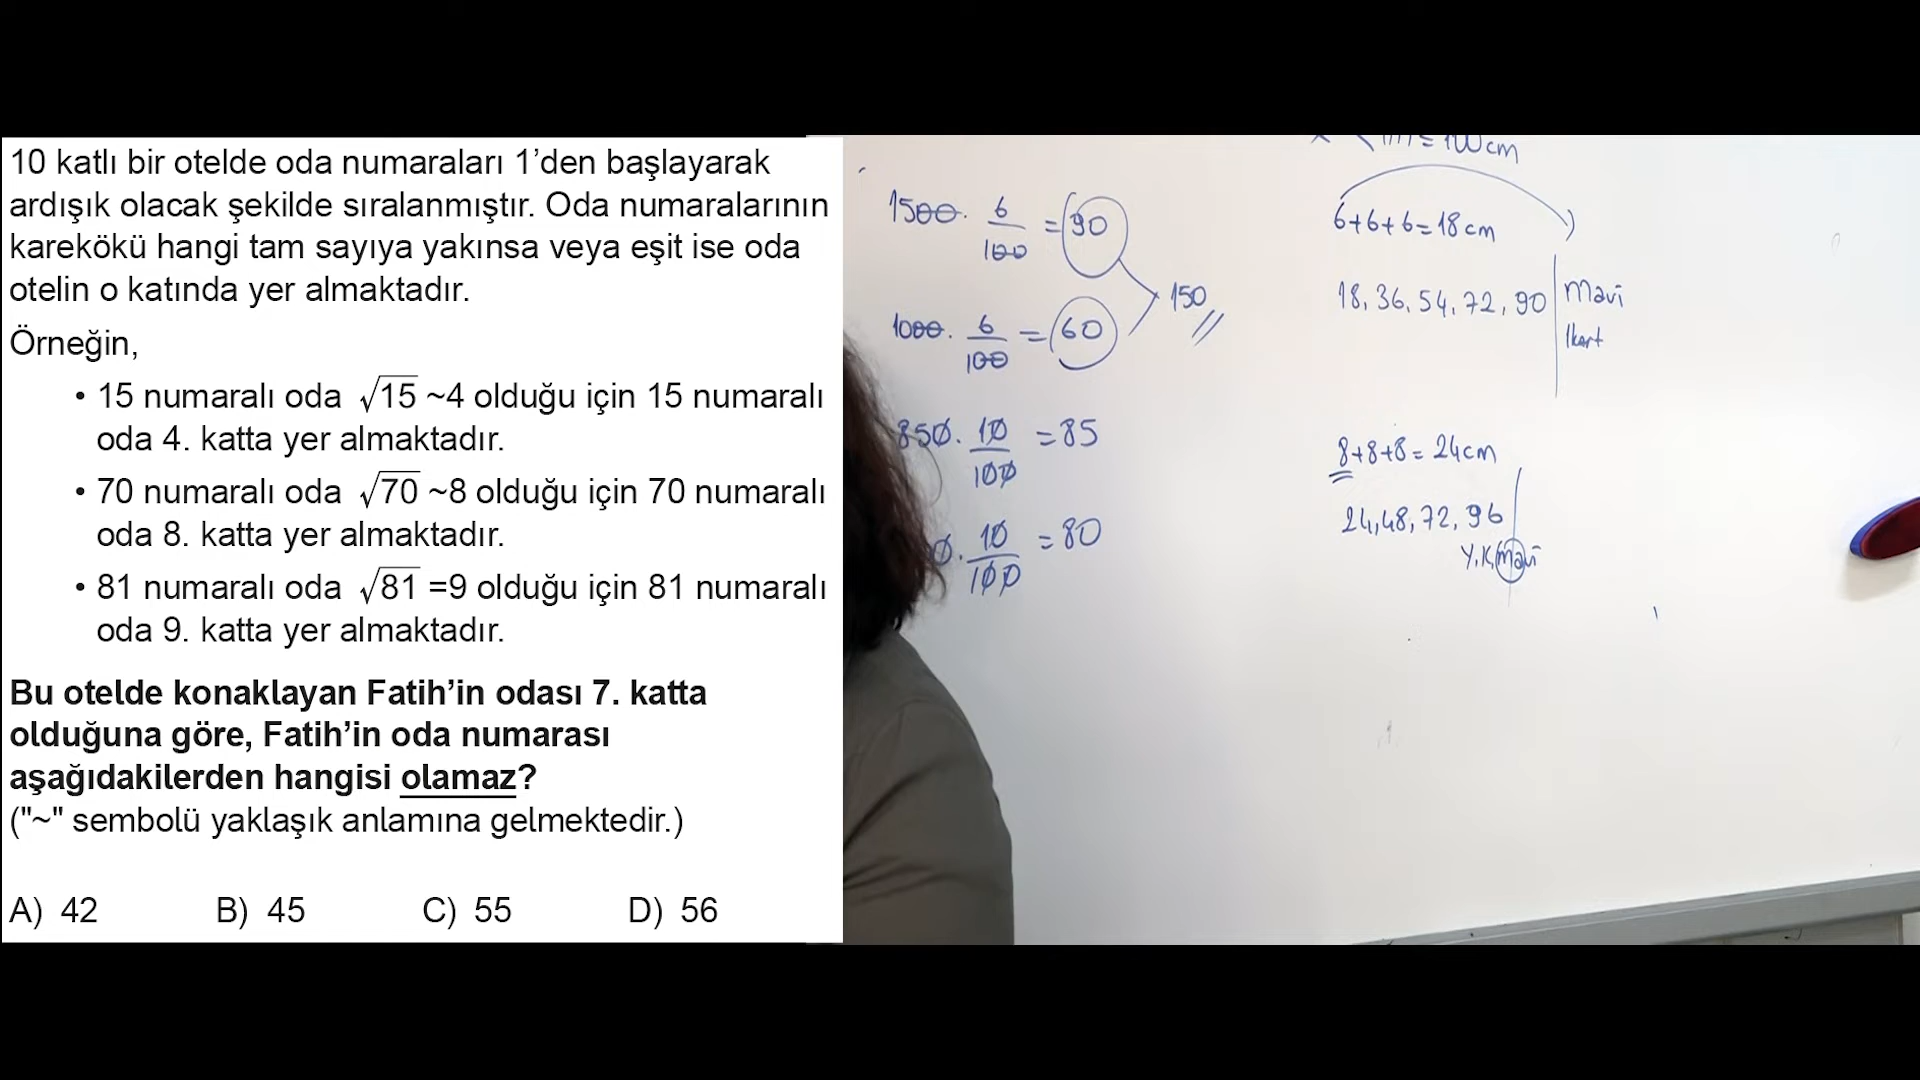 10 katlı bir otelde oda numaraları 1’den başlayarak
ardışık olacak şekilde sıralanmıştır. Oda numaralarının
karekökü hangi tam sayıya yakınsa veya eşit ise oda
otelin o katında yer almaktadır.
Örneğin,
• 15 numaralı oda √15 ~4 olduğu için 15 numaralı
oda 4. katta yer almaktadır.
• 70 numaralı oda √70 ~8 olduğu için 70 numaralı
oda 8. katta yer almaktadır.
• 81 numaralı oda √81 =9 olduğu için 81 numaralı
oda 9. katta yer almaktadır.
Bu otelde konaklayan Fatih’in odası 7. katta
olduğuna göre, Fatih’in oda numarası
aşağıdakilerden hangisi olamaz?
("~" sembolü yaklaşık anlamına gelmektedir.)
A) 42 B) 45 C) 55 D) 56
1500. 6/100 = 90
1000. 6/100 = 60
150
850. 10/100 = 85
0. 10/100 = 80
= 100cm
6+6+6=18cm
18, 36, 54, 72, 90
Mavi
1kart
8+8+8= 24cm
24,48,72, 96
Y.K.mavi